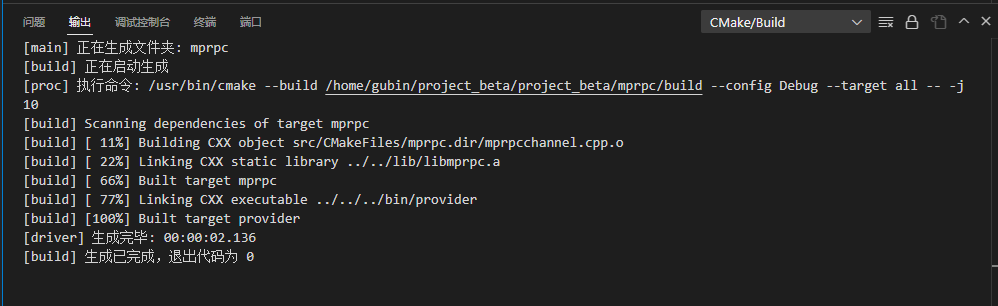 问题 输出 调试控制台 终端 端口 CMake/Build
[main] 正在生成文件夹: mprpc
[build] 正在启动生成
[proc] 执行命令: /usr/bin/cmake --build /home/gubin/project_beta/project_beta/mprpc/build --config Debug --target all -- -j
10
[build] Scanning dependencies of target mprpc
[build] [ 11%] Building CXX object src/CMakeFiles/mprpc.dir/mprpcchannel.cpp.o
[build] [ 22%] Linking CXX static library ../../lib/libmprpc.a
[build] [ 66%] Built target mprpc
[build] [ 77%] Linking CXX executable ../../../bin/provider
[build] [100%] Built target provider
[driver] 生成完毕: 00:00:02.136
[build] 生成已完成，退出代码为 0